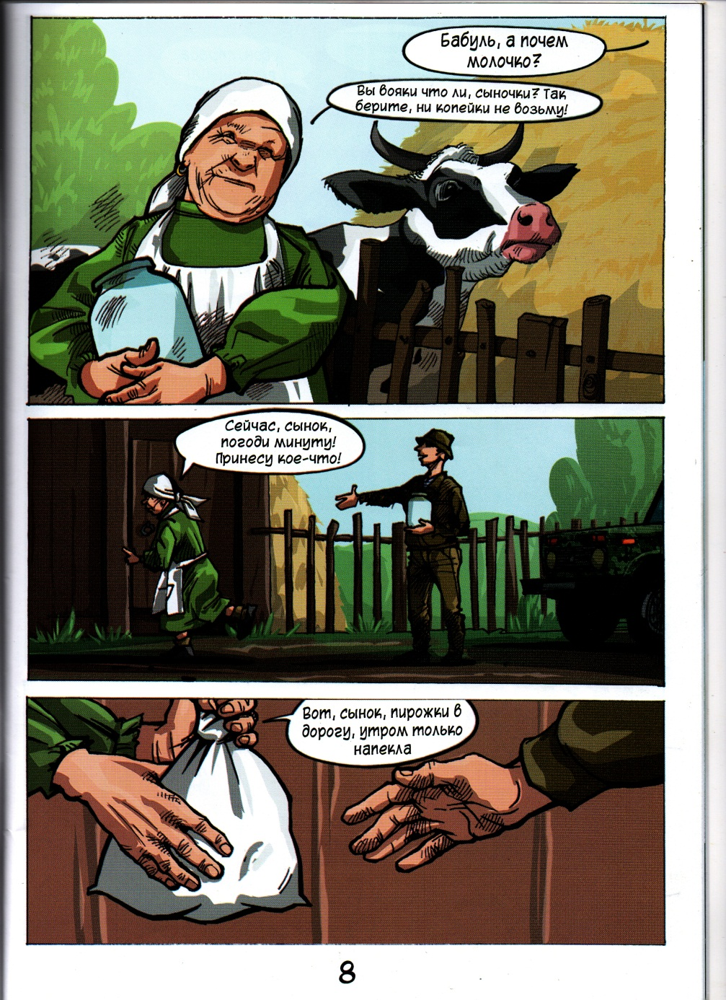 Бабуль, а почем
молочко?
Вы вояки что ли, сыночки? Так
берите, ни копейки не возьму!
Сейчас, сынок,
погоди минуту!
Принесу кое-что!
Вот, сынок, пирожки в
дорогу, утром только
напекла
8